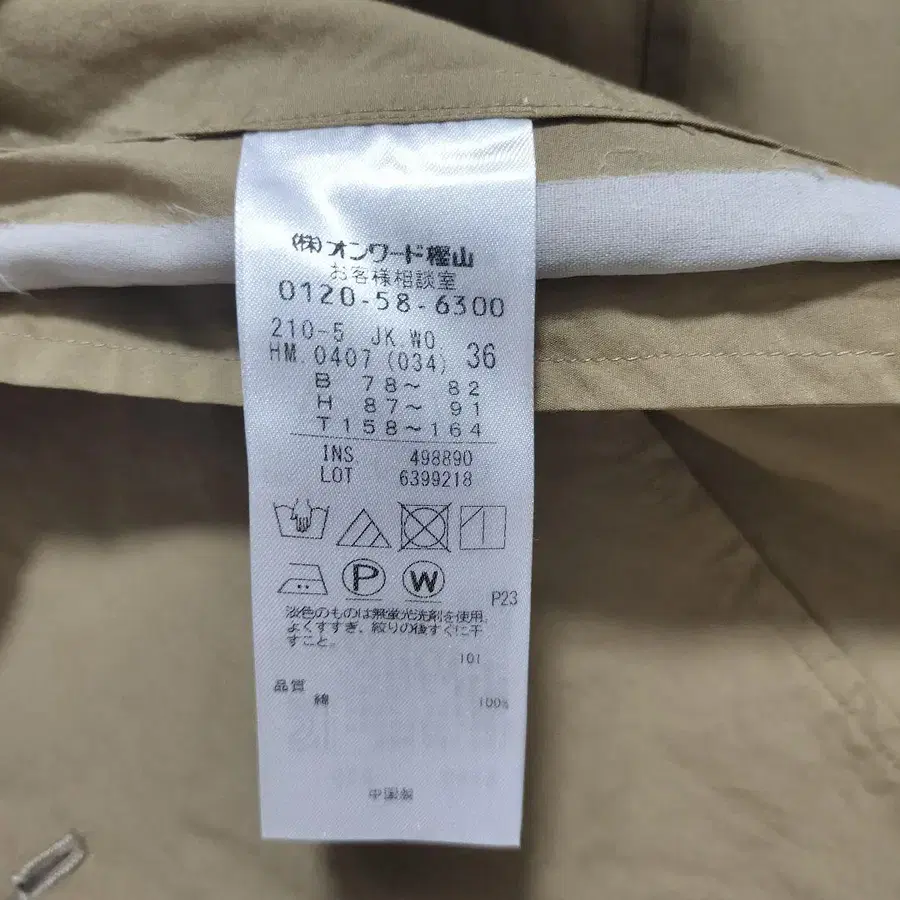 (株)オンワード樫山
お客様相談室
0120-58-6300
210-5 JK.WO
HM.0407(034) 36
B 78〜 82
H 87〜 91
T158〜164
INS 498890
LOT 6399218
P W
P23
淡色のものは無蛍光洗剤を使用。
よくすすぎ、絞りの後すぐに干
すこと。
101
品質
綿 100%
中国製